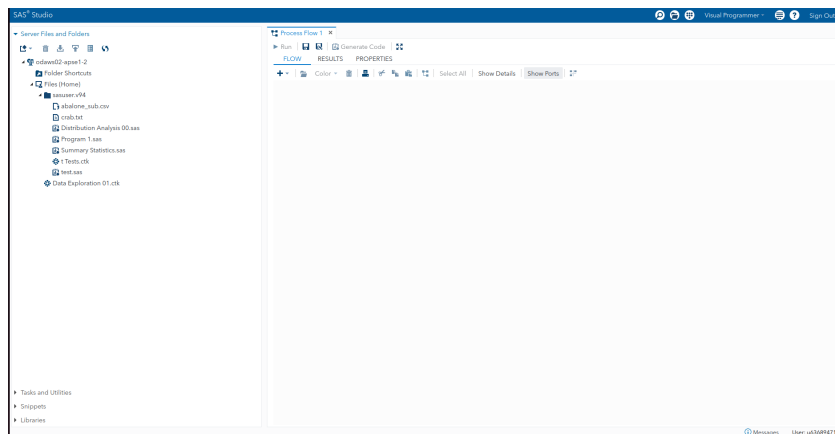 SAS® Studio
Visual Programmer
Sign Out
Server Files and Folders
odaws02-apse1-2
Folder Shortcuts
Files (Home)
sasuser.v94
abalone_sub.csv
crab.txt
Distribution Analysis 00.sas
Program 1.sas
Summary Statistics.sas
t Tests.ctk
test.sas
Data Exploration 01.ctk
Tasks and Utilities
Snippets
Libraries
Process Flow 1
Run
Generate Code
FLOW RESULTS PROPERTIES
Color Select All Show Details Show Ports
Messages User: u63689471